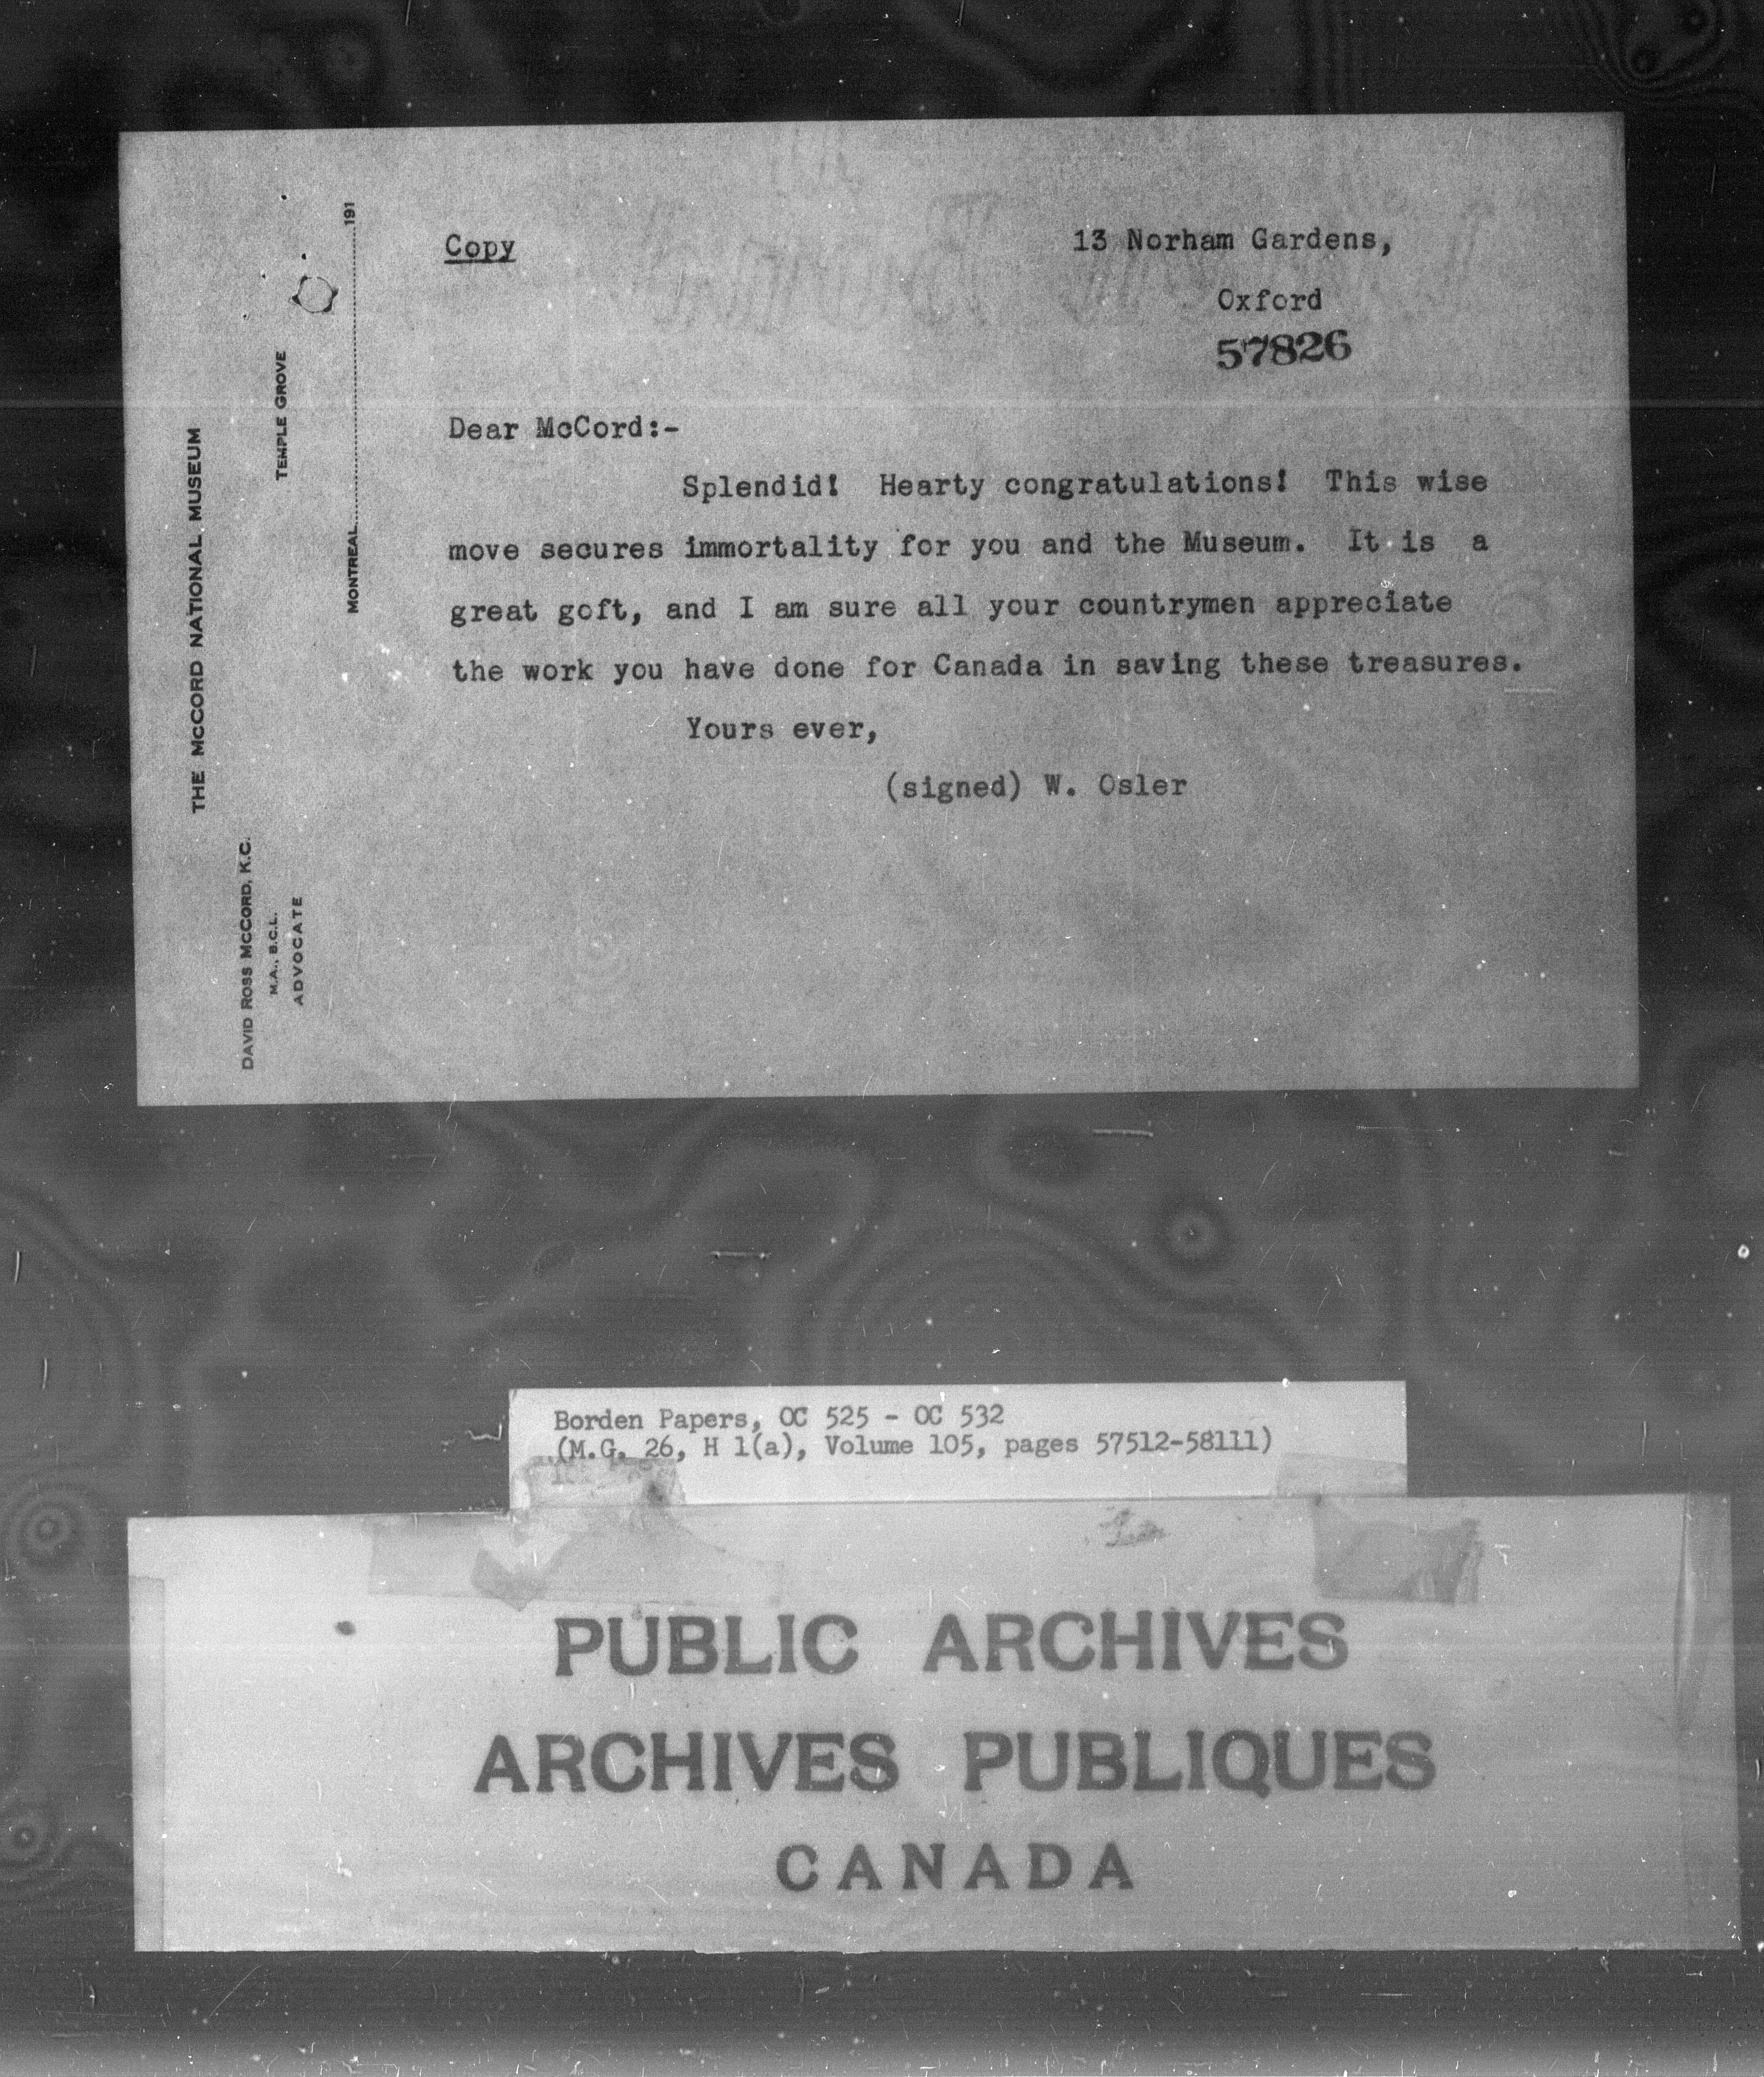 THE McCORD NATIONAL MUSEUM
DAVID ROSS McCORD, K.C.
M.A., B.C.L.
ADVOCATE
TEMPLE GROVE
MONTREAL 191
Copy
13 Norham Gardens,
Oxford
57826
Dear McCord:-
Splendid! Hearty congratulations! This wise
move secures immortality for you and the Museum. It is a
great goft, and I am sure all your countrymen appreciate
the work you have done for Canada in saving these treasures.
Yours ever,
(signed) W. Osler
Borden Papers, OC 525 - OC 532
(M.G. 26, H 1(a), Volume 105, pages 57512-58111)
PUBLIC ARCHIVES
ARCHIVES PUBLIQUES
CANADA